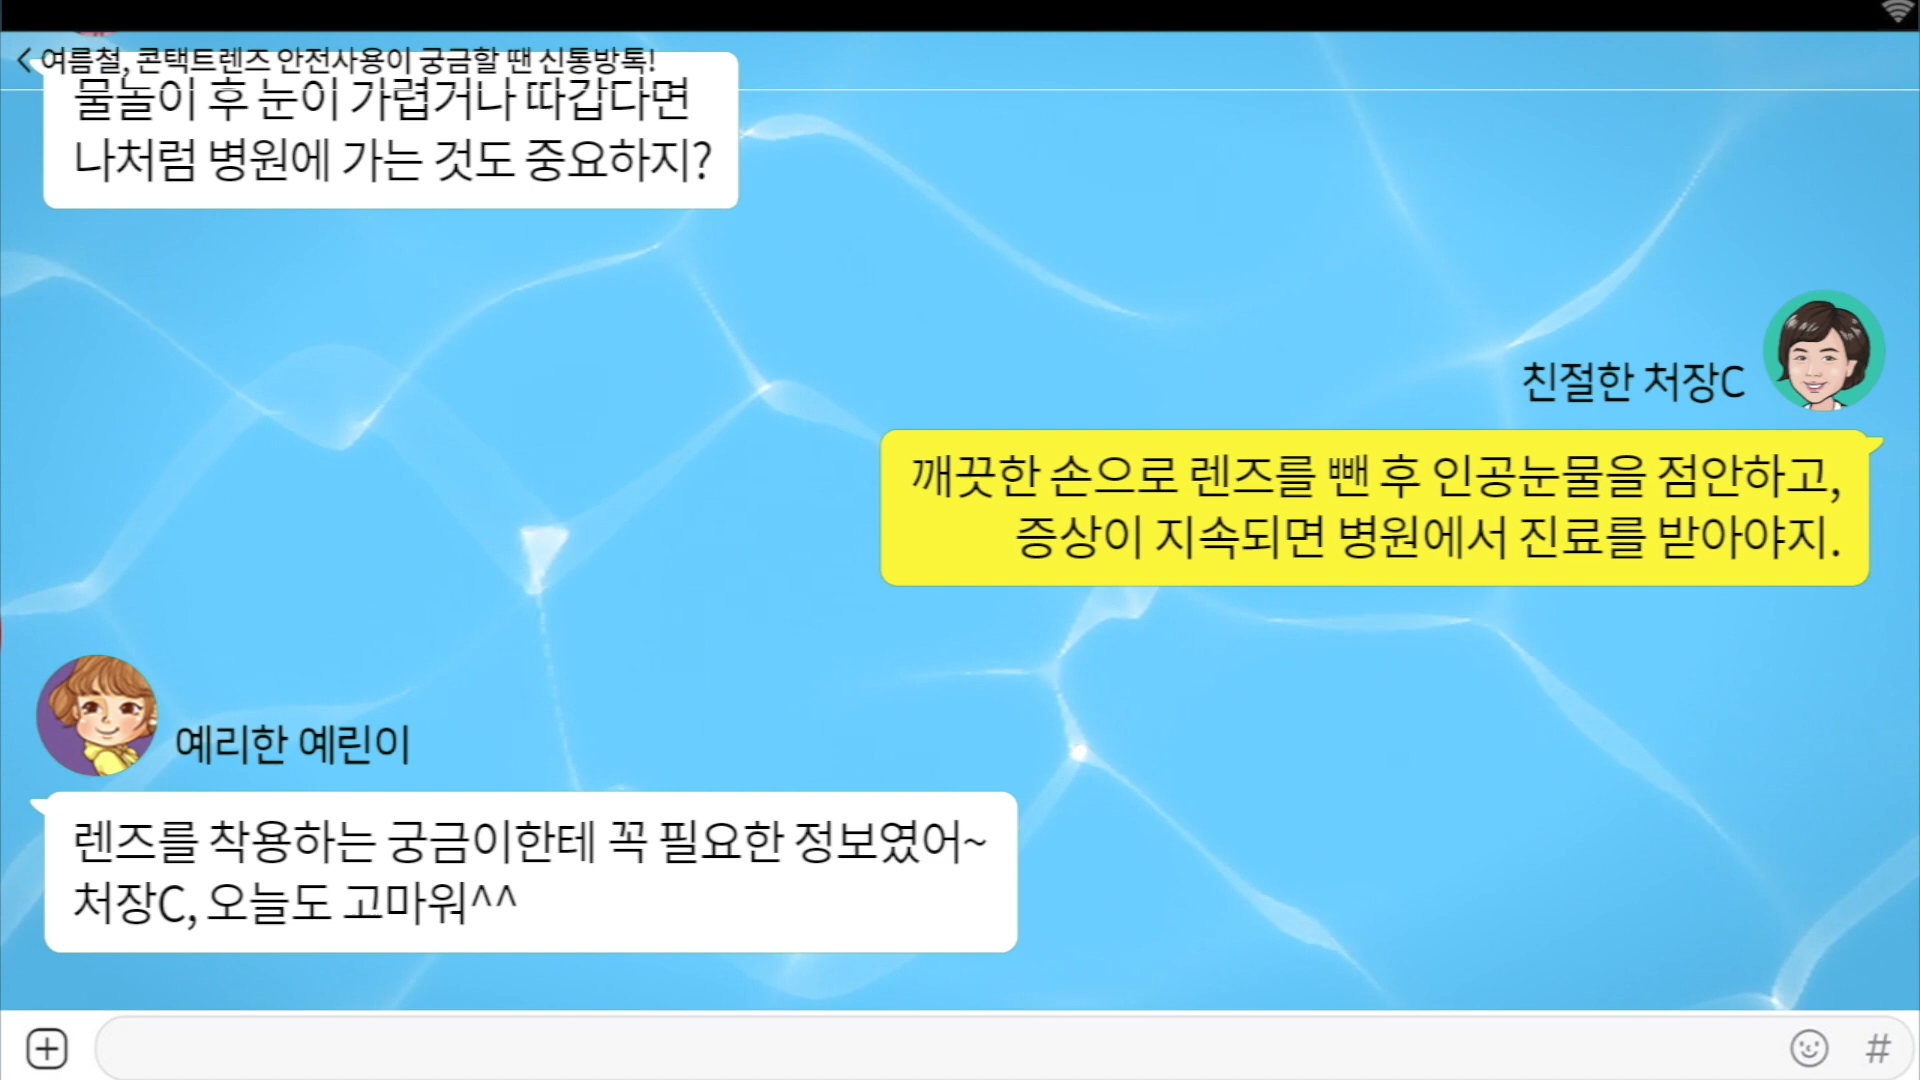 여름철, 콘택트렌즈 안전사용이 궁금할 땐 신통방톡!
물놀이 후 눈이 가렵거나 따갑다면
나처럼 병원에 가는 것도 중요하지?
친절한 처장C
깨끗한 손으로 렌즈를 뺀 후 인공눈물을 점안하고,
증상이 지속되면 병원에서 진료를 받아야지.
예리한 예린이
렌즈를 착용하는 궁금이한테 꼭 필요한 정보였어~
처장C, 오늘도 고마워^^
#